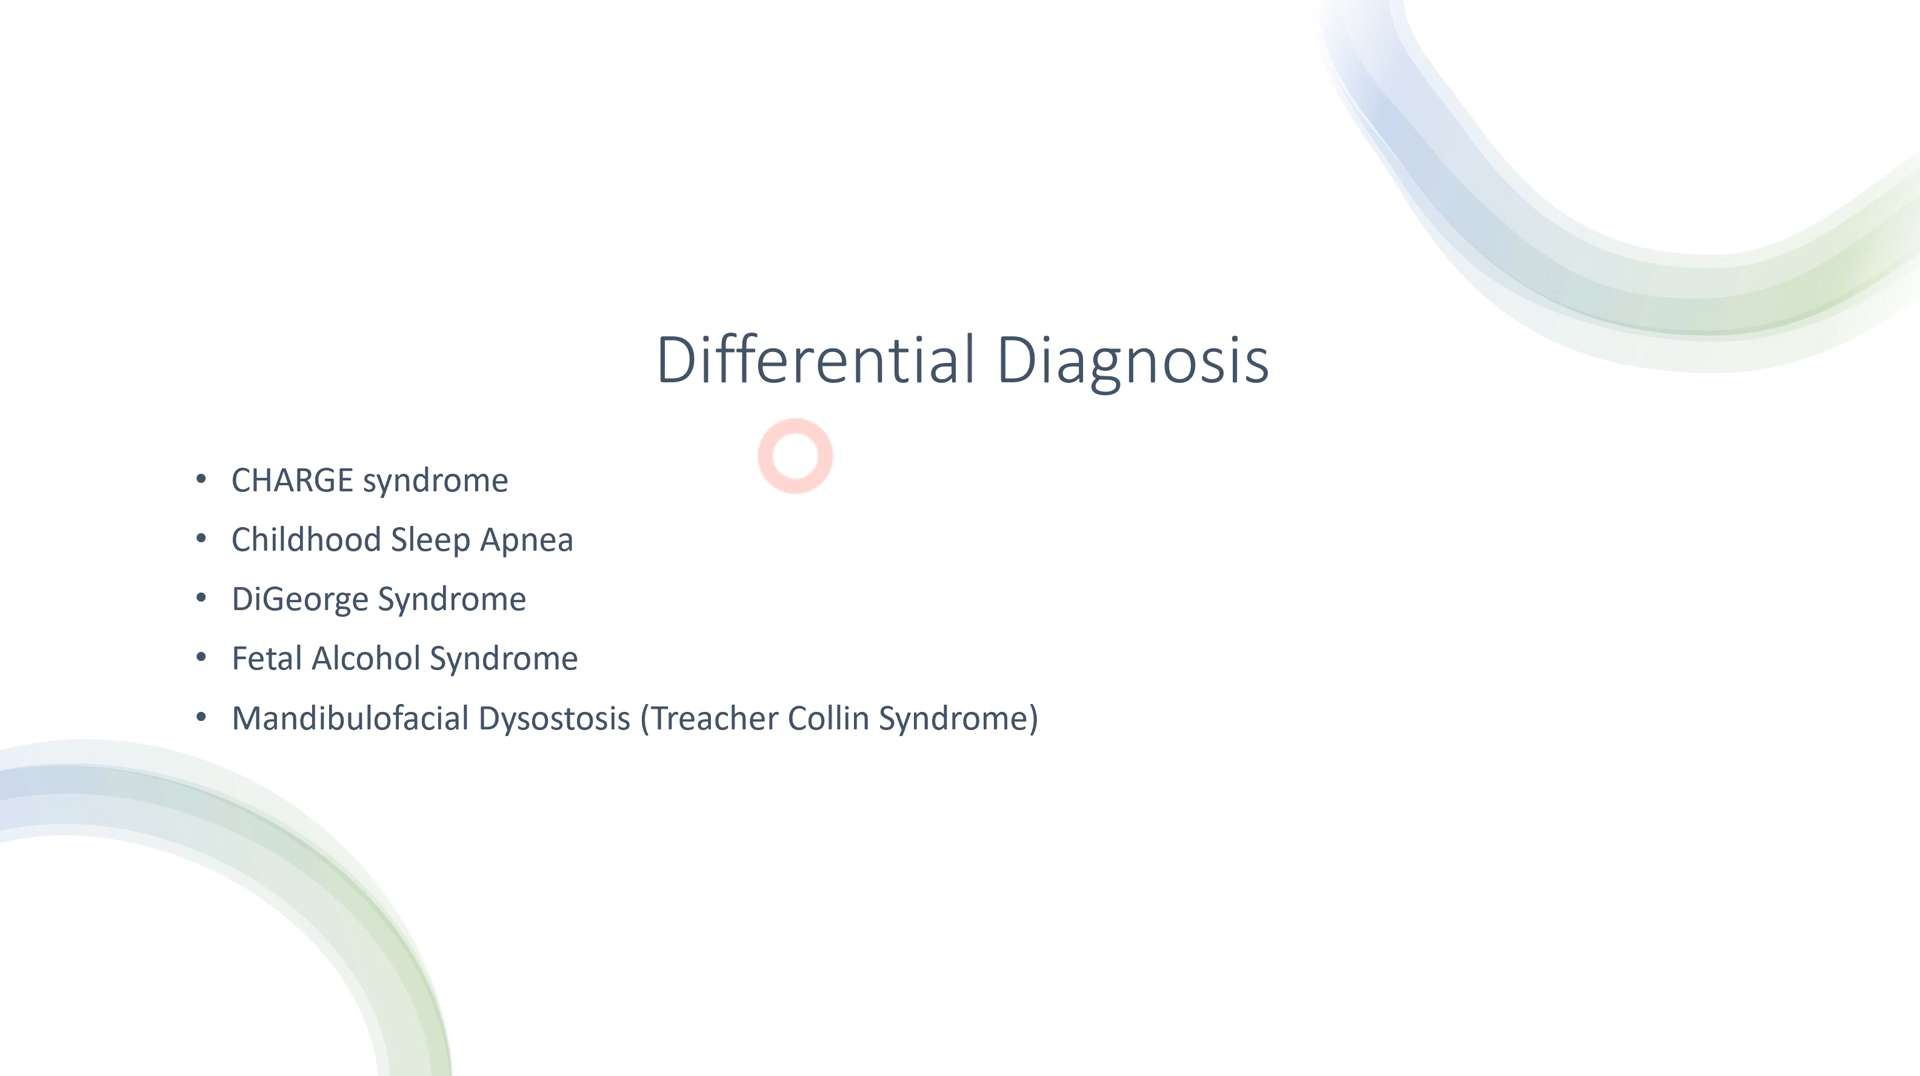 Differential Diagnosis
• CHARGE syndrome
• Childhood Sleep Apnea
• DiGeorge Syndrome
• Fetal Alcohol Syndrome
• Mandibulofacial Dysostosis (Treacher Collin Syndrome)